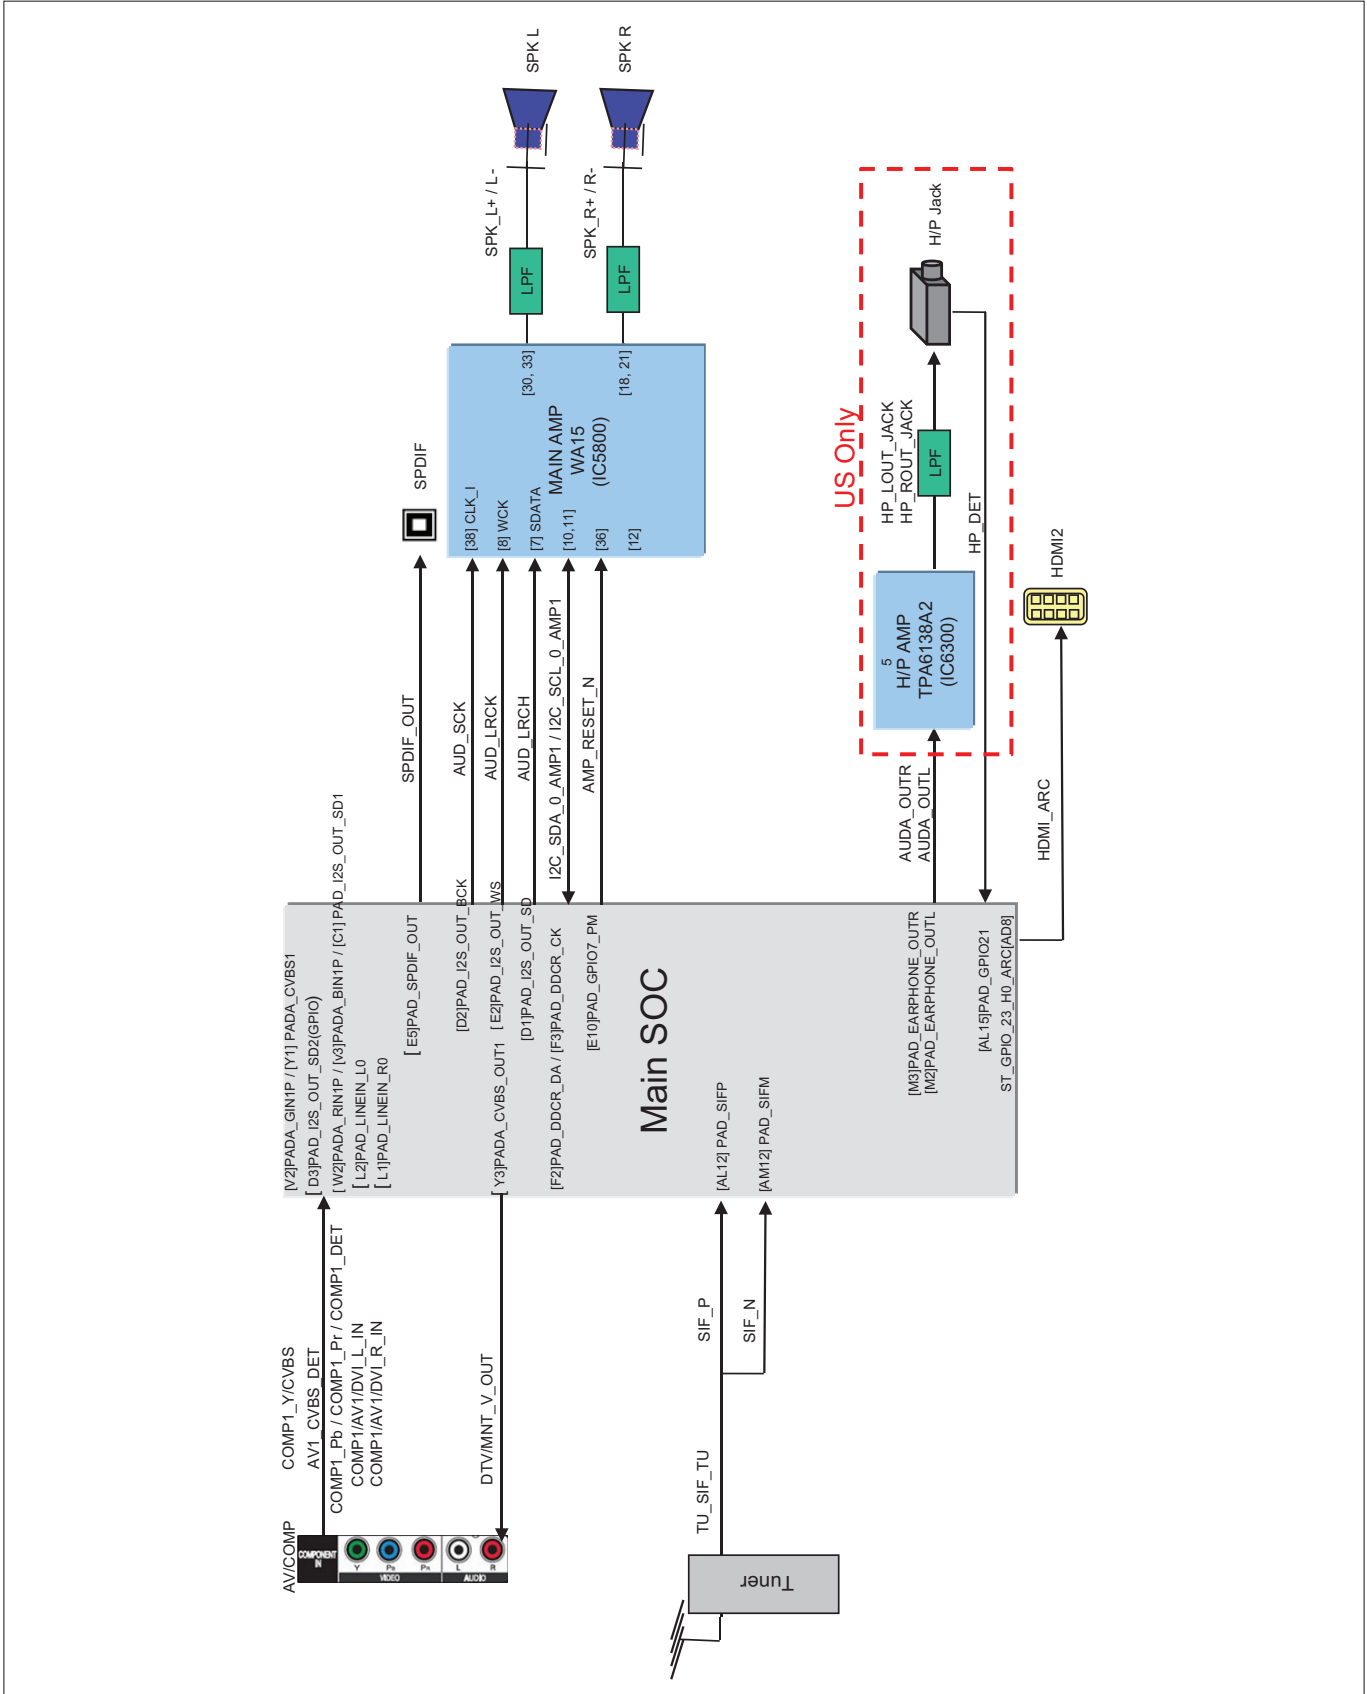 AV/COMP
COMPONENT
IN
Y
PB
PR
VIDEO
L
R
AUDIO
COMP1_Y/CVBS
AV1_CVBS_DET
COMP1_Pb / COMP1_Pr / COMP1_DET
COMP1/AV1/DVI_L_IN
COMP1/AV1/DVI_R_IN
DTV/MNT_V_OUT
Tuner
TU_SIF_TU
SIF_P
SIF_N
[V2]PADA_GIN1P / [Y1] PADA_CVBS1
[ D3]PAD_I2S_OUT_SD2(GPIO)
[ W2]PADA_RIN1P / [v3]PADA_BIN1P / [C1] PAD_I2S_OUT_SD1
[ L2]PAD_LINEIN_L0
[ L1]PAD_LINEIN_R0
[ E5]PAD_SPDIF_OUT
[D2]PAD_I2S_OUT_BCK
[ Y3]PADA_CVBS_OUT1
[ E2]PAD_I2S_OUT_WS
[D1]PAD_I2S_OUT_SD
[F2]PAD_DDCR_DA / [F3]PAD_DDCR_CK
[E10]PAD_GPIO7_PM
Main SOC
[AL12] PAD_SIFP
[AM12] PAD_SIFM
[M3]PAD_EARPHONE_OUTR
[M2]PAD_EARPHONE_OUTL
[AL15]PAD_GPIO21
ST_GPIO_23_H0_ARC[AD8]
SPDIF_OUT
AUD_SCK
AUD_LRCK
AUD_LRCH
I2C_SDA_0_AMP1 / I2C_SCL_0_AMP1
AMP_RESET_N
SPDIF
[38] CLK_I
[8] WCK
[7] SDATA
[10,11]
[36]
[12]
MAIN AMP
WA15
(IC5800)
[30, 33]
[18, 21]
LPF
LPF
SPK_L+ / L-
SPK_R+ / R-
SPK L
SPK R
AUDA_OUTR
AUDA_OUTL
5
H/P AMP
TPA6138A2
(IC6300)
US Only
HP_LOUT_JACK
HP_ROUT_JACK
LPF
HP_DET
H/P Jack
HDMI_ARC
HDMI2